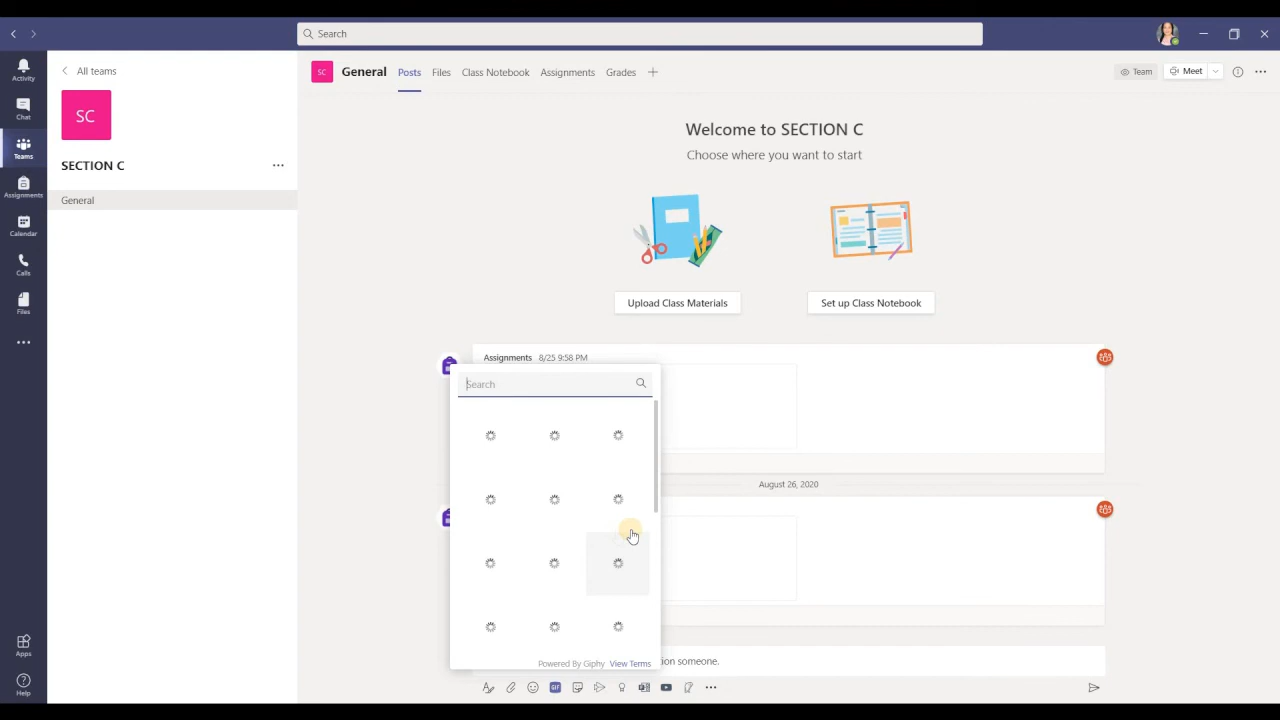 Search
Activity
Chat
Teams
Assignments
Calendar
Calls
Files
Apps
Help
All teams
SC
SECTION C
General
SC
General
Posts
Files
Class Notebook
Assignments
Grades
Team
Meet
Welcome to SECTION C
Choose where you want to start
Upload Class Materials
Set up Class Notebook
Assignments 8/25 9:58 PM
Search
August 26, 2020
Powered By Giphy View Terms
someone.
GIF